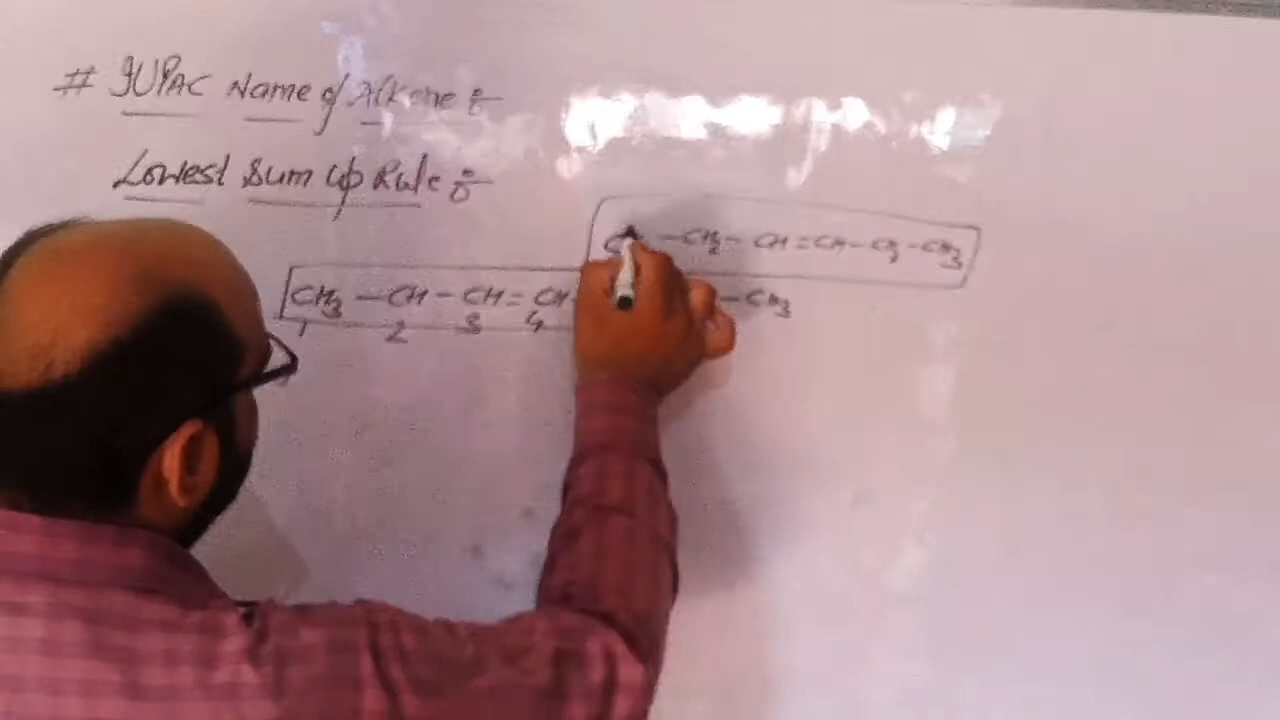 # IUPAC Name of Alkene :-
Lowest Sum up Rule :-
-CH2-CH=CH-CH2-CH3
CH3-CH-CH=CH -CH3
1 2 3 4